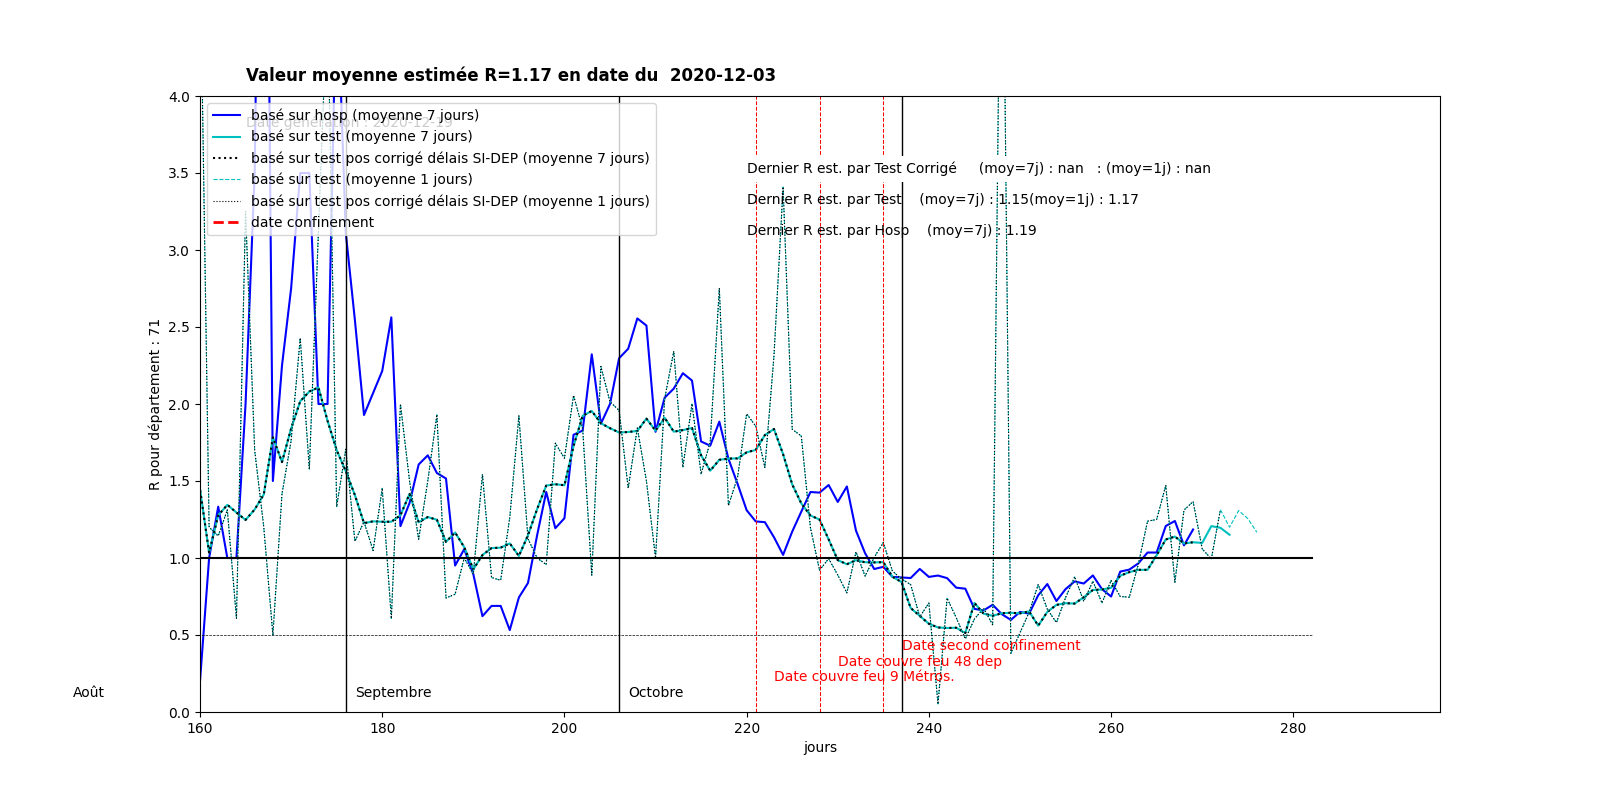 Valeur moyenne estimée R=1.17 en date du  2020-12-03
basé sur hosp (moyenne 7 jours)
basé sur test (moyenne 7 jours)
basé sur test pos corrigé délais SI-DEP (moyenne 7 jours)
basé sur test (moyenne 1 jours)
basé sur test pos corrigé délais SI-DEP (moyenne 1 jours)
date confinement
Dernier R est. par Test Corrigé     (moy=7j) : nan   : (moy=1j) : nan
Dernier R est. par Test    (moy=7j) : 1.15(moy=1j) : 1.17
Dernier R est. par Hosp    (moy=7j) : 1.19
4.0
3.5
3.0
2.5
2.0
1.5
1.0
0.5
0.0
R pour département : 71
Date second confinement
Date couvre feu 48 dep
Date couvre feu 9 Métros.
Août
Septembre
Octobre
160
180
200
220
240
260
280
jours